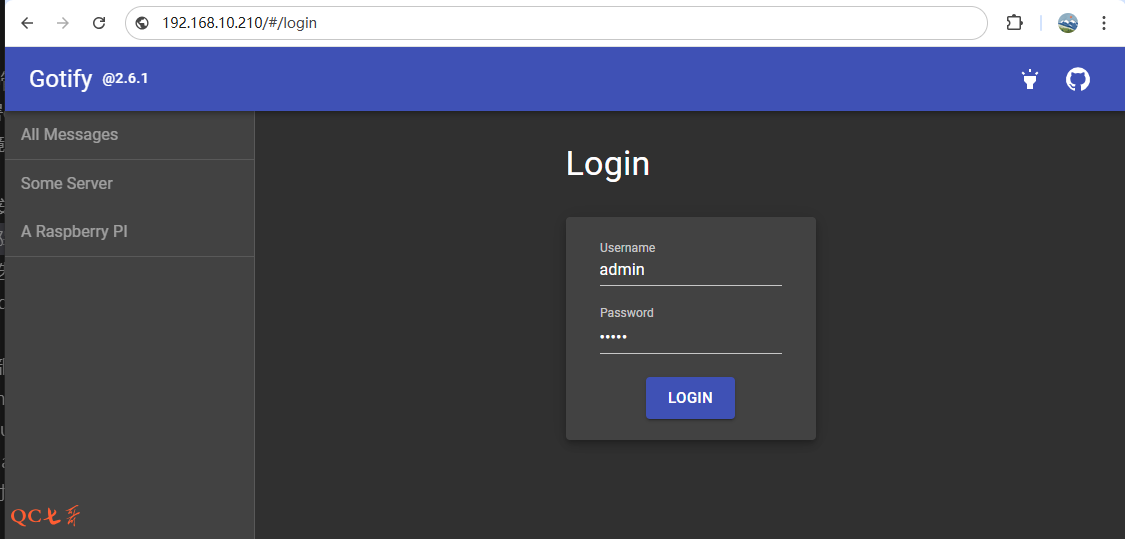 192.168.10.210/#/login
Gotify @2.6.1
All Messages
Some Server
A Raspberry PI
Login
Username
admin
Password
•••••
LOGIN
QC七哥